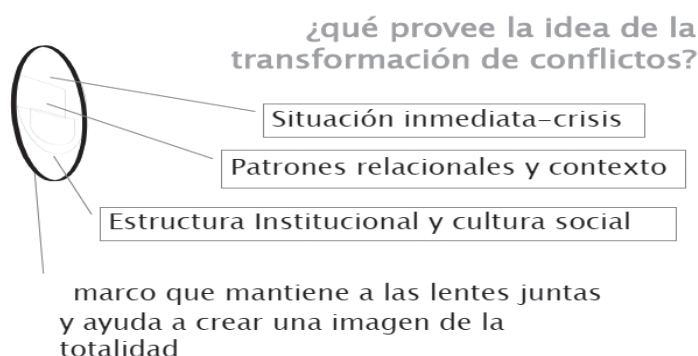 ¿qué provee la idea de la
transformación de conflictos?
Situación inmediata-crisis
Patrones relacionales y contexto
Estructura Institucional y cultura social
marco que mantiene a las lentes juntas
y ayuda a crear una imagen de la
totalidad